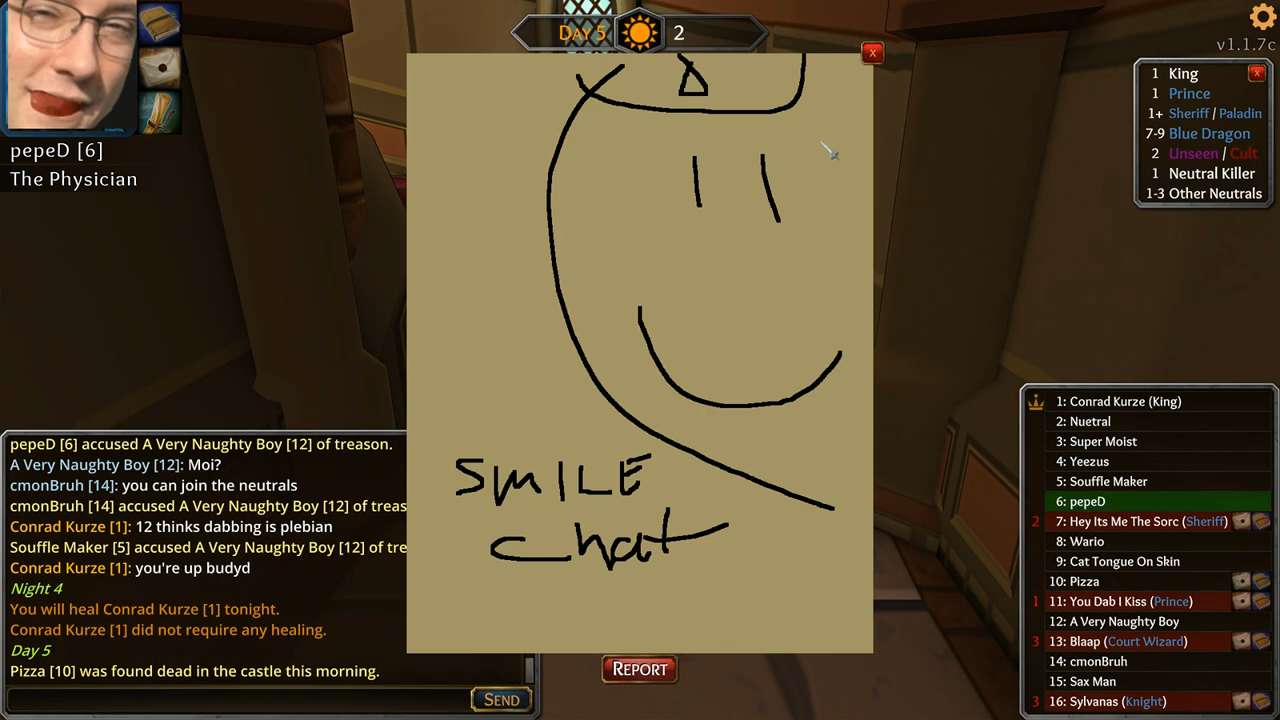 DAY 5
2
v1.1.7c
pepeD [6]
The Physician
1 King
1 Prince
1+ Sheriff / Paladin
7-9 Blue Dragon
2 Unseen / Cult
1 Neutral Killer
1-3 Other Neutrals
x
x
SMILE
chat
pepeD [6] accused A Very Naughty Boy [12] of treason.
A Very Naughty Boy [12]: Moi?
cmonBruh [14]: you can join the neutrals
cmonBruh [14] accused A Very Naughty Boy [12] of treas
Conrad Kurze [1]: 12 thinks dabbing is plebian
Souffle Maker [5] accused A Very Naughty Boy [12] of tre
Conrad Kurze [1]: you're up budyd
Night 4
You will heal Conrad Kurze [1] tonight.
Conrad Kurze [1] did not require any healing.
Day 5
Pizza [10] was found dead in the castle this morning.
SEND
REPORT
1: Conrad Kurze (King)
2: Nuetral
3: Super Moist
4: Yeezus
5: Souffle Maker
6: pepeD
2 7: Hey Its Me The Sorc (Sheriff)
8: Wario
9: Cat Tongue On Skin
10: Pizza
1 11: You Dab I Kiss (Prince)
12: A Very Naughty Boy
3 13: Blaap (Court Wizard)
14: cmonBruh
15: Sax Man
3 16: Sylvanas (Knight)